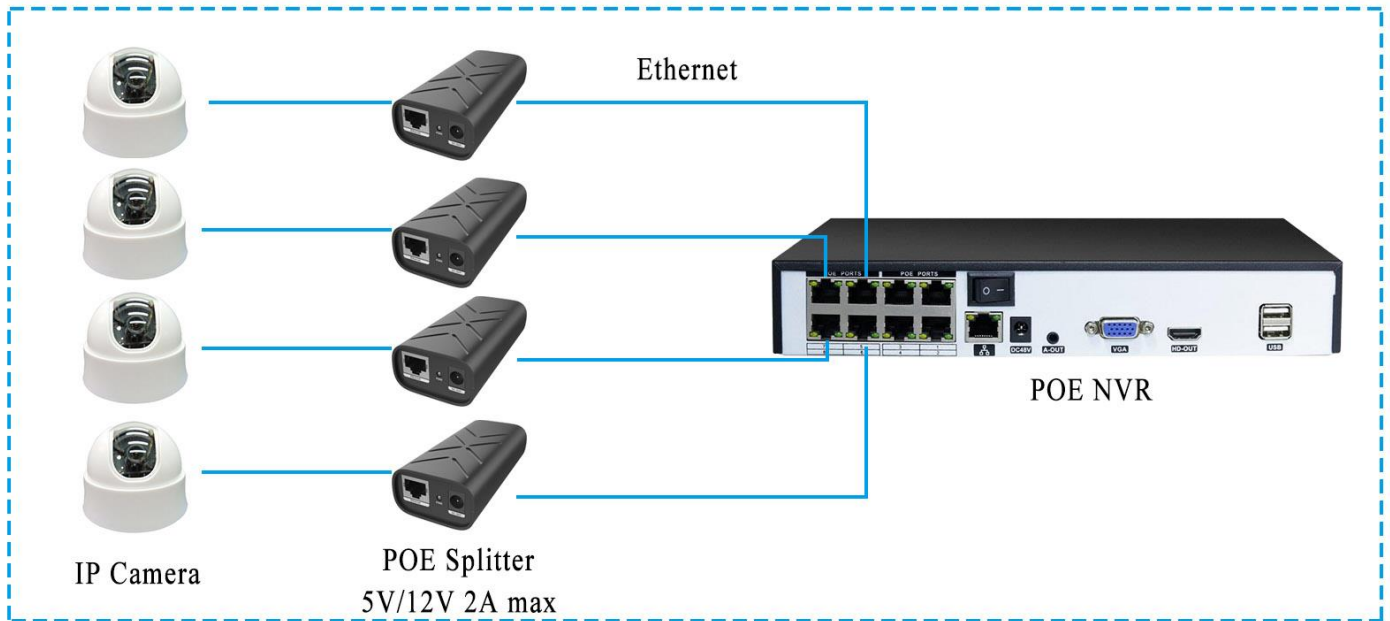 Ethernet
POE PORTS POE PORTS
DC48V
A-OUT
VGA
HD-OUT
USB
POE NVR
IP Camera
POE Splitter
5V/12V 2A max